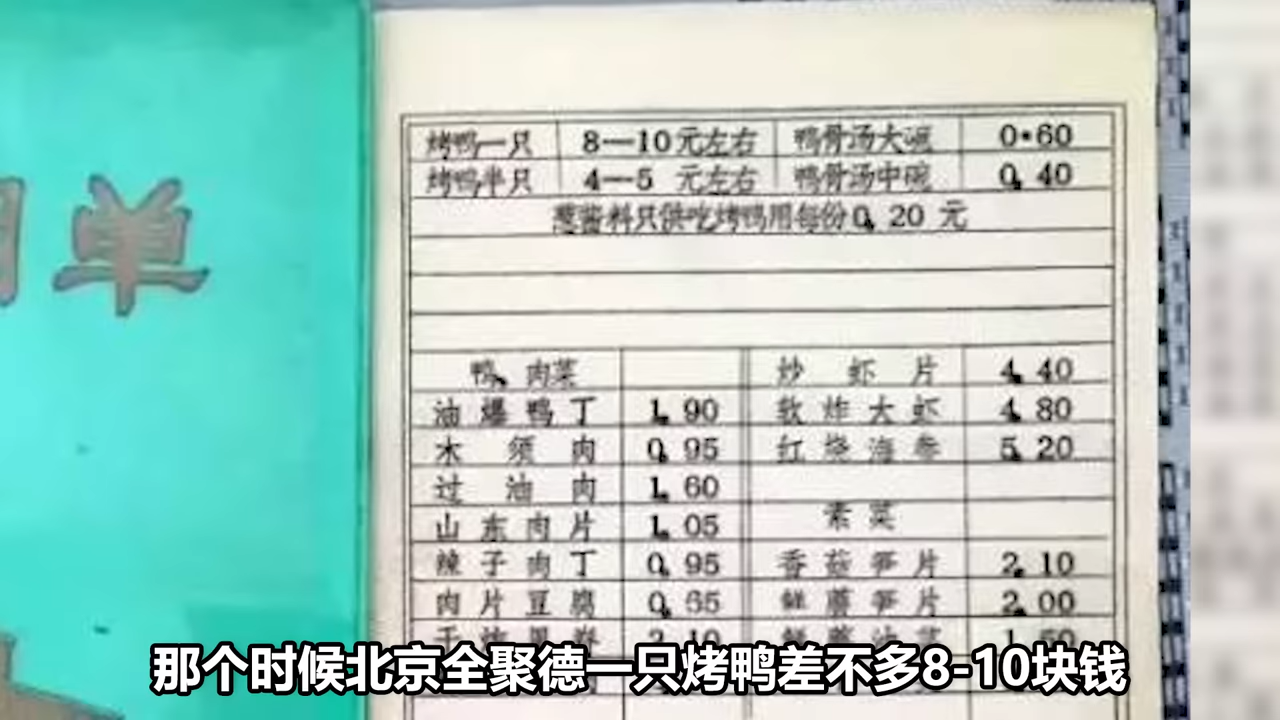 单
烤鸭一只 8—10元左右 鸭骨汤大碗 0.60
烤鸭半只 4—5 元左右 鸭骨汤中碗 0.40
葱酱料只供吃烤鸭用每份0.20 元
鸭、肉菜 炒虾片 4.40
油爆鸭丁 1.90 软炸大虾 4.80
木须肉 0.95 红烧海参 5.20
过油肉 1.60
山东肉片 1.05 素菜
辣子肉丁 0.95 香菇笋片 2.10
肉片豆腐 0.65 鲜蘑笋片 2.00
那个时候北京全聚德一只烤鸭差不多8-10块钱